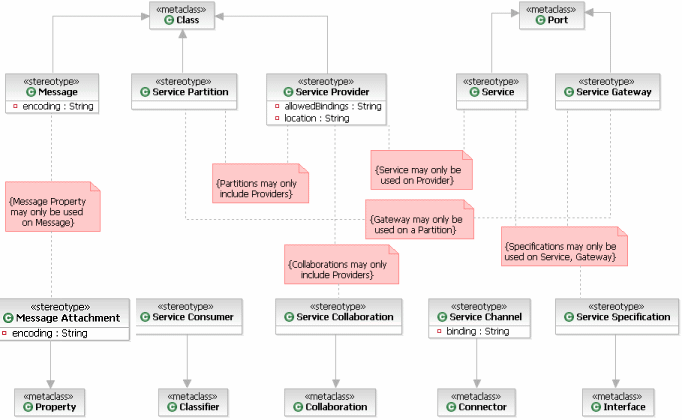 «metaclass»
Class
«metaclass»
Port
«stereotype»
Message
encoding : String
«stereotype»
Service Partition
«stereotype»
Service Provider
allowedBindings : String
location : String
«stereotype»
Service
«stereotype»
Service Gateway
{Message Property
may only be used
on Message}
{Partitions may only
include Providers}
{Service may only be
used on Provider}
{Gateway may only be
used on a Partition}
{Collaborations may only
include Providers}
{Specifications may only be
used on Service, Gateway}
«stereotype»
Message Attachment
encoding : String
«stereotype»
Service Consumer
«stereotype»
Service Collaboration
«stereotype»
Service Channel
binding : String
«stereotype»
Service Specification
«metaclass»
Property
«metaclass»
Classifier
«metaclass»
Collaboration
«metaclass»
Connector
«metaclass»
Interface